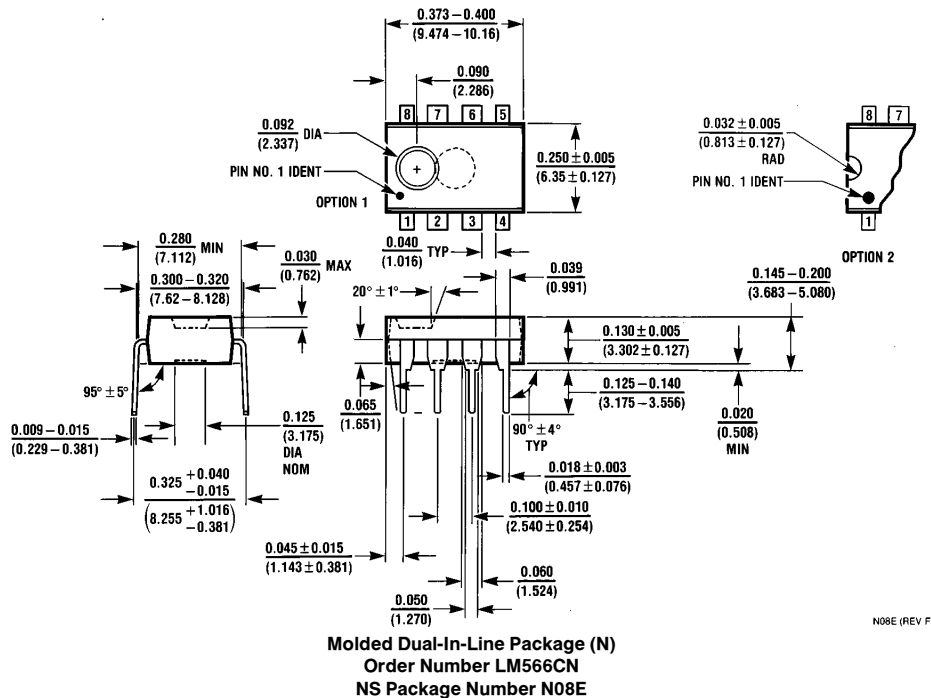 0.373 – 0.400
(9.474 – 10.16)
0.090
(2.286)
8 7 6 5
0.092 DIA
(2.337)
PIN NO. 1 IDENT
OPTION 1
1 2 3 4
0.250 ± 0.005
(6.35 ± 0.127)
0.032 ± 0.005
(0.813 ± 0.127)
RAD
PIN NO. 1 IDENT
8 7
1
OPTION 2
0.280 MIN
(7.112)
0.300 – 0.320
(7.62 – 8.128)
0.030 MAX
(0.762)
0.040 TYP
(1.016)
20° ± 1°
0.039
(0.991)
0.145 – 0.200
(3.683 – 5.080)
0.130 ± 0.005
(3.302 ± 0.127)
0.125 – 0.140
(3.175 – 3.556)
0.020
(0.508)
MIN
95° ± 5°
0.009 – 0.015
(0.229 – 0.381)
0.125
(3.175)
DIA
NOM
0.065
(1.651)
90° ± 4°
TYP
0.018 ± 0.003
(0.457 ± 0.076)
0.325 +0.040 −0.015
(8.255 +1.016 −0.381)
0.100 ± 0.010
(2.540 ± 0.254)
0.045 ± 0.015
(1.143 ± 0.381)
0.060
(1.524)
0.050
(1.270)
N08E (REV F
Molded Dual-In-Line Package (N)
Order Number LM566CN
NS Package Number N08E